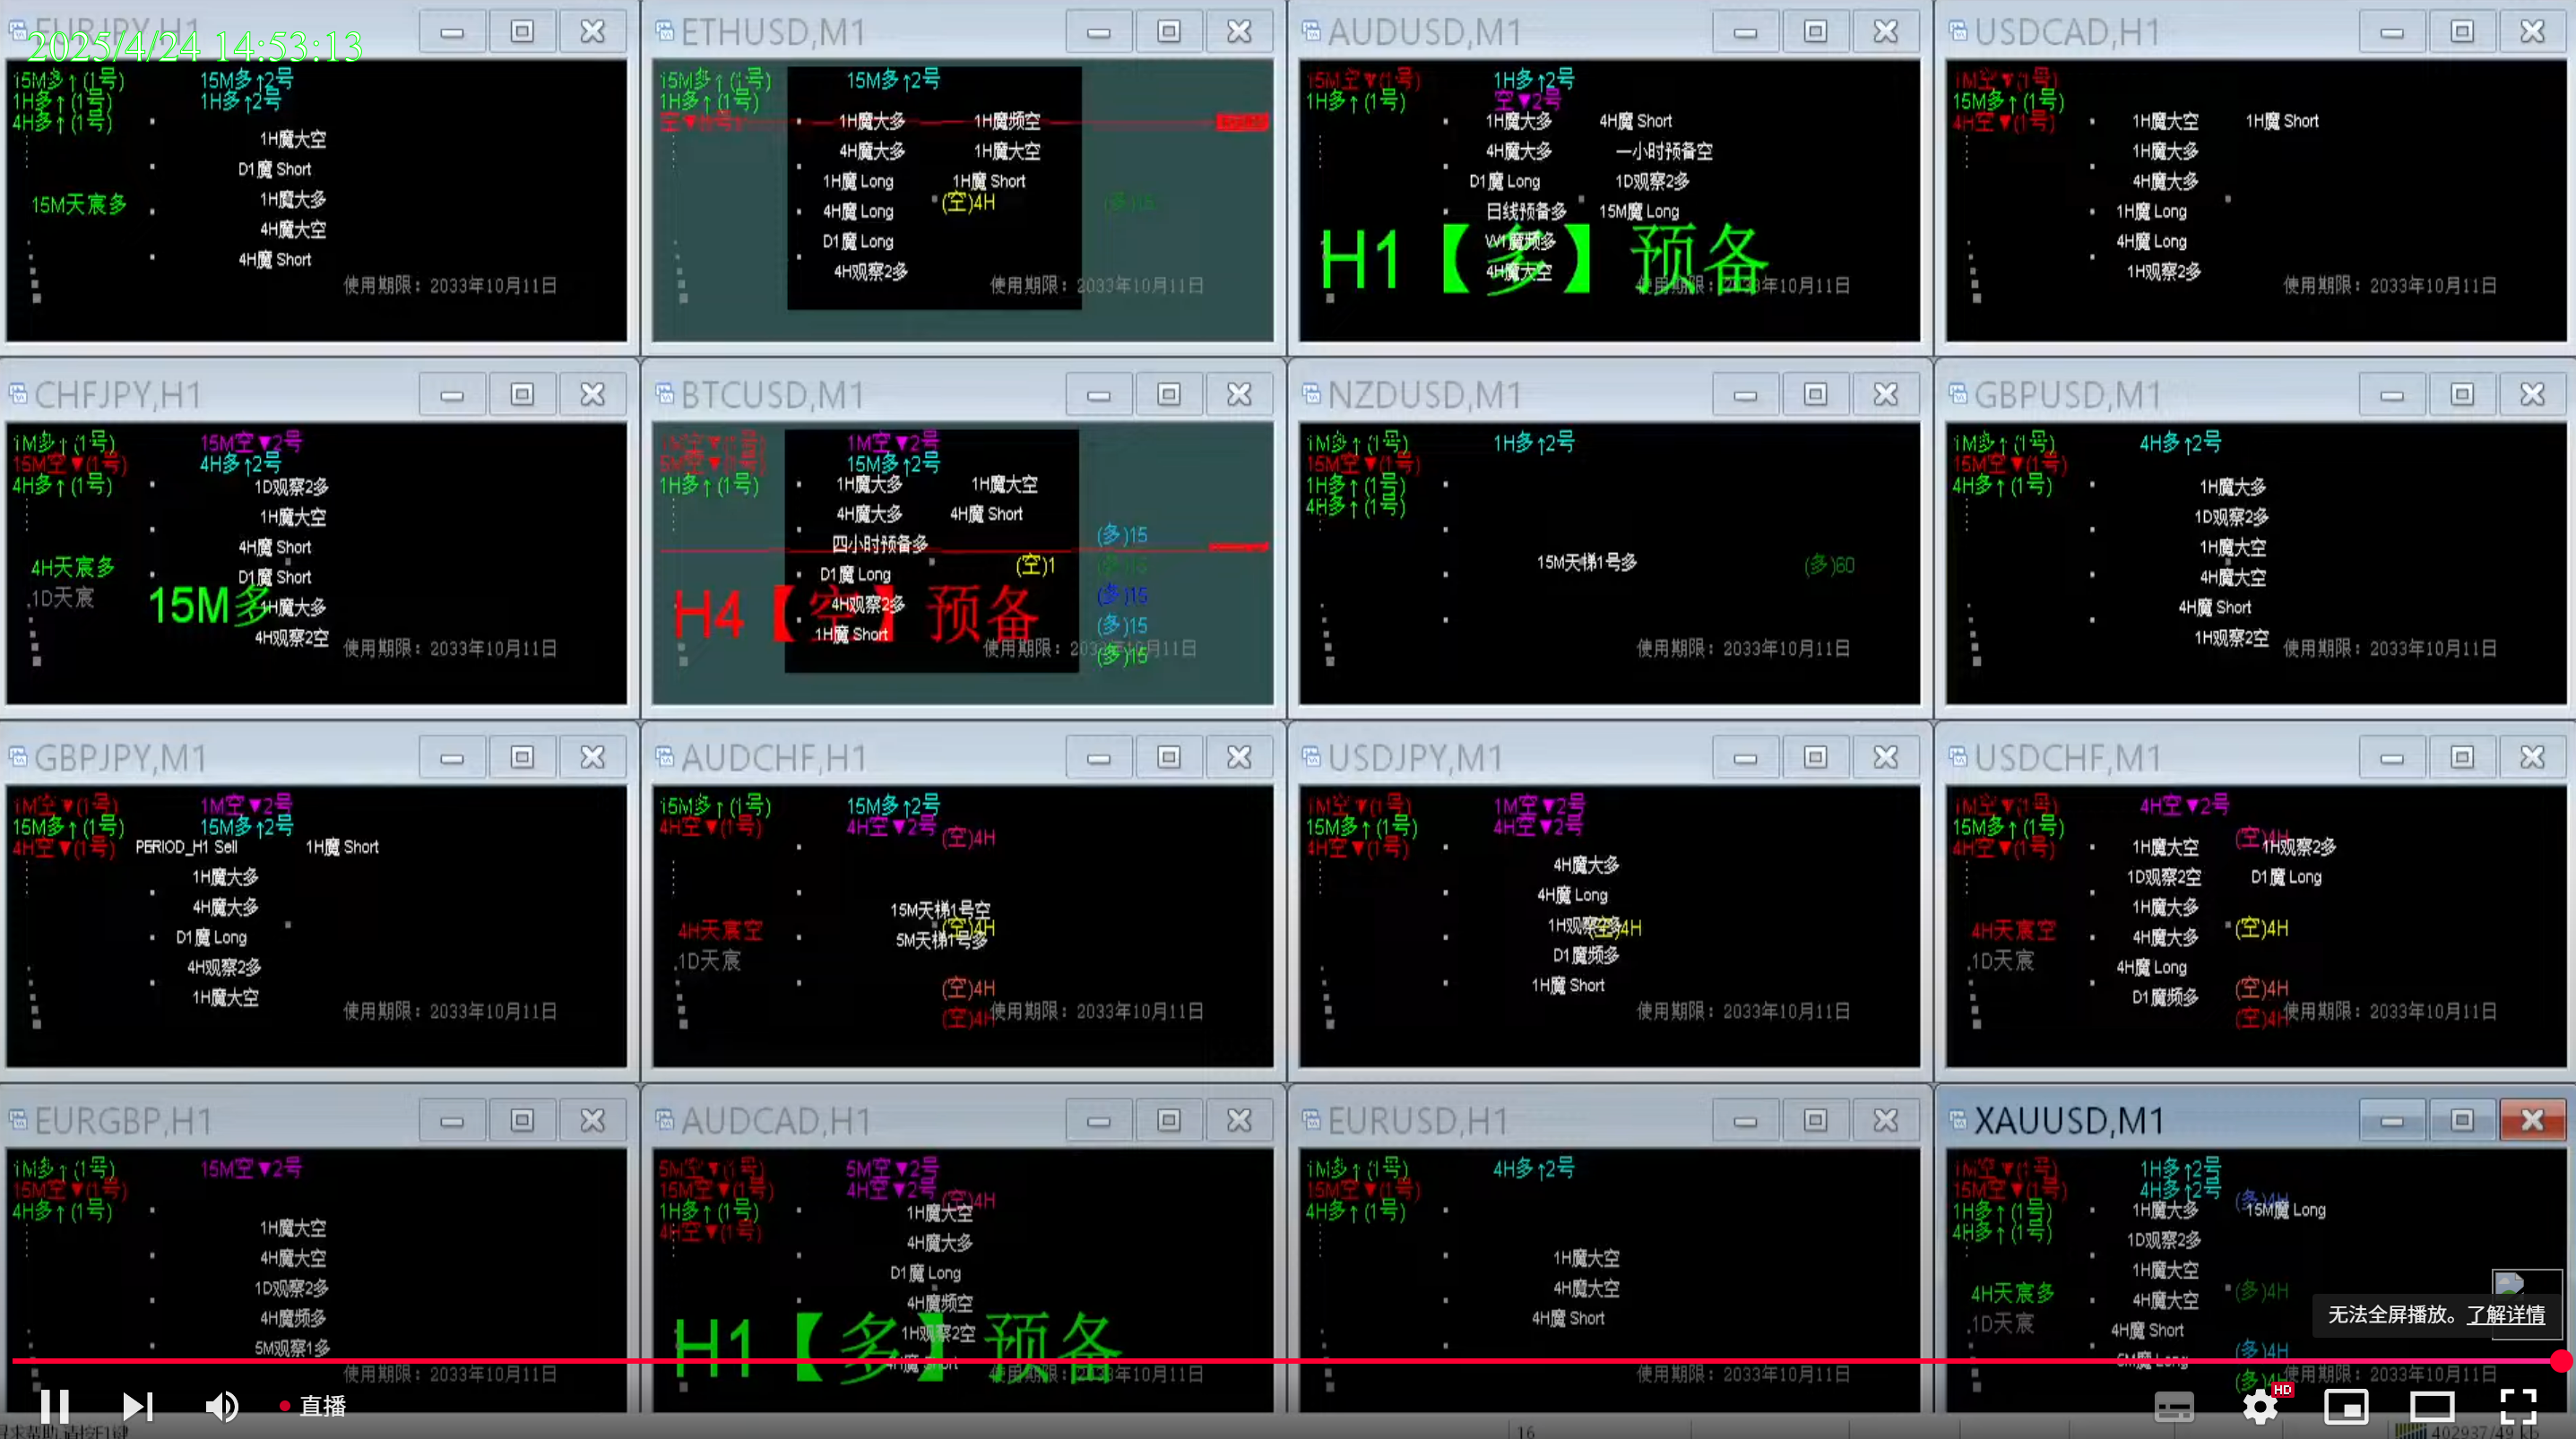 EURJPY,H1
2025/4/24 14:53:13
15M多↑(1号) 15M多↑2号
1H多↑(1号) 1H多↑2号
4H多↑(1号)
1H魔大空
D1魔 Short
1H魔大多
15M天宸多
4H魔大空
4H魔 Short
使用期限：2033年10月11日
ETHUSD,M1
15M多↑(1号) 15M多↑2号
1H多↑(1号)
1H魔大多 1H魔频空
4H魔大多 1H魔大空
1H魔 Long 1H魔 Short
(空)4H (多)15
4H魔 Long
D1魔 Long
4H观察2多
使用期限：2033年10月11日
AUDUSD,M1
15M空▼(1号) 1H多↑2号
1H多↑(1号) 空▼2号
1H魔大多 4H魔 Short
4H魔大多 一小时预备空
D1魔 Long 1D观察2多
日线预备多 15M魔 Long
W1魔频多
H1【多】预备
4H魔大空
使用期限：2033年10月11日
USDCAD,H1
1M空▼(1号)
15M多↑(1号)
4H空▼(1号) 1H魔大空 1H魔 Short
1H魔大多
4H魔大多
1H魔 Long
4H魔 Long
1H观察2多
使用期限：2033年10月11日
CHFJPY,H1
1M多↑(1号) 15M空▼2号
15M空▼(1号) 4H多↑2号
4H多↑(1号) 1D观察2多
1H魔大空
4H魔 Short
4H天宸多 D1魔 Short
.1D天宸 15M多 1H魔大多
4H观察2空
使用期限：2033年10月11日
BTCUSD,M1
1M空▼(1号) 1M空▼2号
5M空▼(1号) 15M多↑2号
1H多↑(1号) 1H魔大多 1H魔大空
4H魔大多 4H魔 Short
四小时预备多 (多)15
(空)1
D1魔 Long
4H观察2多 (多)15
H4【空】预备 (多)15
1H魔 Short
(多)15
使用期限：2033年10月11日
NZDUSD,M1
1M多↑(1号) 1H多↑2号
15M空▼(1号)
1H多↑(1号)
4H多↑(1号)
15M天梯1号多 (多)60
使用期限：2033年10月11日
GBPUSD,M1
1M多↑(1号) 4H多↑2号
15M空▼(1号)
4H多↑(1号) 1H魔大多
1D观察2多
1H魔大空
4H魔大空
4H魔 Short
1H观察2空
使用期限：2033年10月11日
GBPJPY,M1
1M空▼(1号) 1M空▼2号
15M多↑(1号) 15M多↑2号
4H空▼(1号) PERIOD_H1 Sell 1H魔 Short
1H魔大多
4H魔大多
D1魔 Long
4H观察2多
1H魔大空
使用期限：2033年10月11日
AUDCHF,H1
15M多↑(1号) 15M多↑2号
4H空▼(1号) 4H空▼2号 (空)4H
15M天梯1号空
4H天宸空 (空)4H
5M天梯1号多
.1D天宸
(空)4H
(空)4H
使用期限：2033年10月11日
USDJPY,M1
1M空▼(1号) 1M空▼2号
15M多↑(1号) 4H空▼2号
4H空▼(1号)
4H魔大多
4H魔 Long
1H观察 (空)4H
D1魔频多
1H魔 Short
使用期限：2033年10月11日
USDCHF,M1
1M空▼(1号) 4H空▼2号
15M多↑(1号)
4H空▼(1号) 1H魔大空 (空)4H 1H观察2多
1D观察2空 D1魔 Long
1H魔大多
4H天宸空 4H魔大多 (空)4H
.1D天宸 4H魔 Long
D1魔频多 (空)4H
(空)4H
使用期限：2033年10月11日
EURGBP,H1
1M多↑(1号) 15M空▼2号
15M空▼(1号)
4H多↑(1号)
1H魔大空
4H魔大空
1D观察2多
4H魔频多
5M观察1多
使用期限：2033年10月11日
AUDCAD,H1
5M空▼(1号) 5M空▼2号
15M空▼(1号) 4H空▼2号 (空)4H
1H多↑(1号) 1H魔大空
4H空▼(1号) 4H魔大多
D1魔 Long
4H魔频空
1H观察2空
H1【多】预备
使用期限：2033年10月11日
EURUSD,H1
1M多↑(1号) 4H多↑2号
15M空▼(1号)
4H多↑(1号)
1H魔大空
4H魔大空
4H魔 Short
使用期限：2033年10月11日
XAUUSD,M1
1M空▼(1号) 1H多↑2号
15M空▼(1号) 4H多↑2号
1H多↑(1号) 1H魔大多 (多)4H 15M魔 Long
4H多↑(1号) 1D观察2多
1H魔大空
4H天宸多 4H魔大空 (多)4H
.1D天宸 4H魔 Short
无法全屏播放。了解详情
5M魔 Long (多)4H
使用期限：2033年10月11日
直播
HD
16